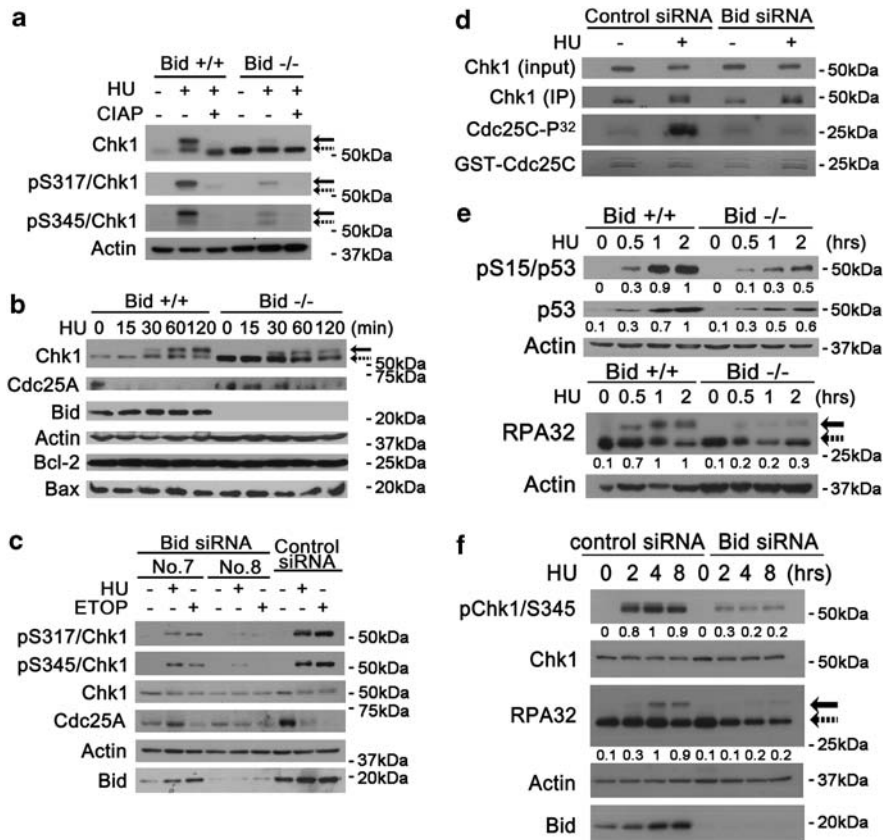 a
Bid +/+ Bid -/-
HU - + + - + +
CIAP - - + - - +
Chk1
- 50kDa
pS317/Chk1
- 50kDa
pS345/Chk1
- 50kDa
Actin
- 37kDa
b
Bid +/+ Bid -/-
HU 0 15 30 60 120 0 15 30 60 120 (min)
Chk1
- 50kDa
- 75kDa
Cdc25A
Bid
- 20kDa
Actin
- 37kDa
Bcl-2 - 25kDa
Bax - 20kDa
c
Bid siRNA Control siRNA
No.7 No.8
HU - + - - + - - + -
ETOP - - + - - + - - +
pS317/Chk1 - 50kDa
pS345/Chk1 - 50kDa
Chk1 - 50kDa
- 75kDa
Cdc25A
Actin
- 37kDa
Bid - 20kDa
d
Control siRNA Bid siRNA
HU - + - +
Chk1 (input) - 50kDa
Chk1 (IP) - 50kDa
Cdc25C-P³² - 25kDa
GST-Cdc25C - 25kDa
e
Bid +/+ Bid -/-
HU 0 0.5 1 2 0 0.5 1 2 (hrs)
pS15/p53 - 50kDa
0 0.3 0.9 1 0 0.1 0.3 0.5
p53 - 50kDa
0.1 0.3 0.7 1 0.1 0.3 0.5 0.6
Actin - 37kDa
Bid +/+ Bid -/-
HU 0 0.5 1 2 0 0.5 1 2 (hrs)
RPA32
- 25kDa
0.1 0.7 1 1 0.1 0.2 0.2 0.3
Actin - 37kDa
f
control siRNA Bid siRNA
HU 0 2 4 8 0 2 4 8 (hrs)
pChk1/S345 - 50kDa
0 0.8 1 0.9 0 0.3 0.2 0.2
Chk1 - 50kDa
RPA32
- 25kDa
0.1 0.3 1 0.9 0.1 0.1 0.2 0.2
Actin - 37kDa
Bid - 20kDa